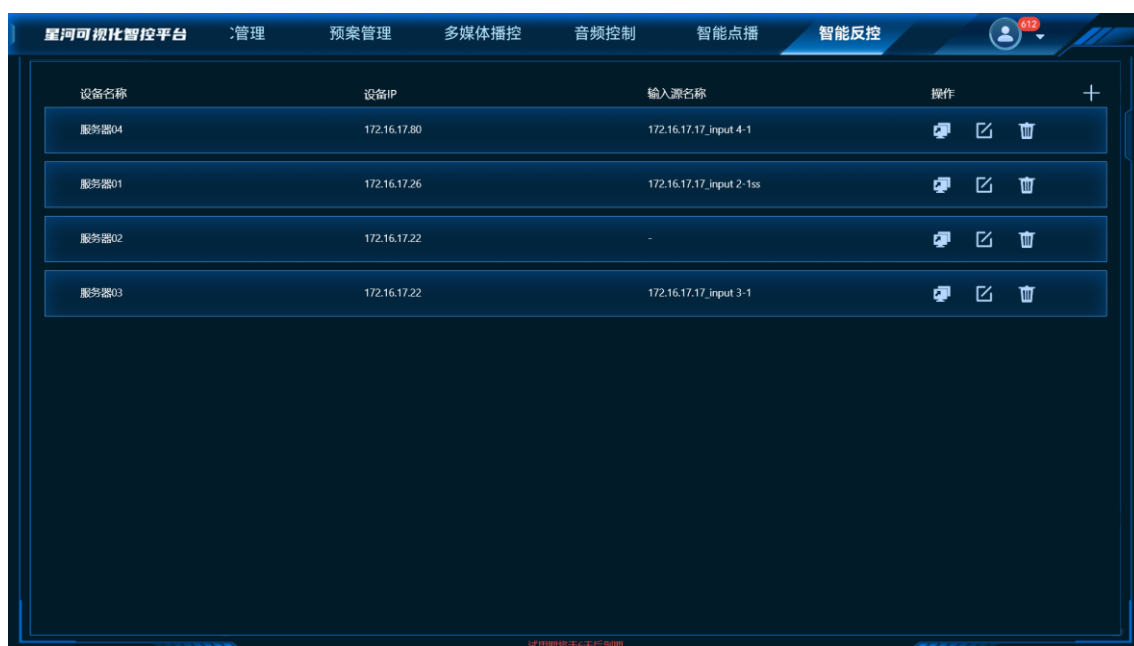 星河可视化智控平台 管理 预案管理 多媒体播控 音频控制 智能点播 智能反控 612
设备名称 设备IP 输入源名称 操作
服务器04 172.16.17.80 172.16.17.17_input 4-1
服务器01 172.16.17.26 172.16.17.17_input 2-1ss
服务器02 172.16.17.22 -
服务器03 172.16.17.22 172.16.17.17_input 3-1